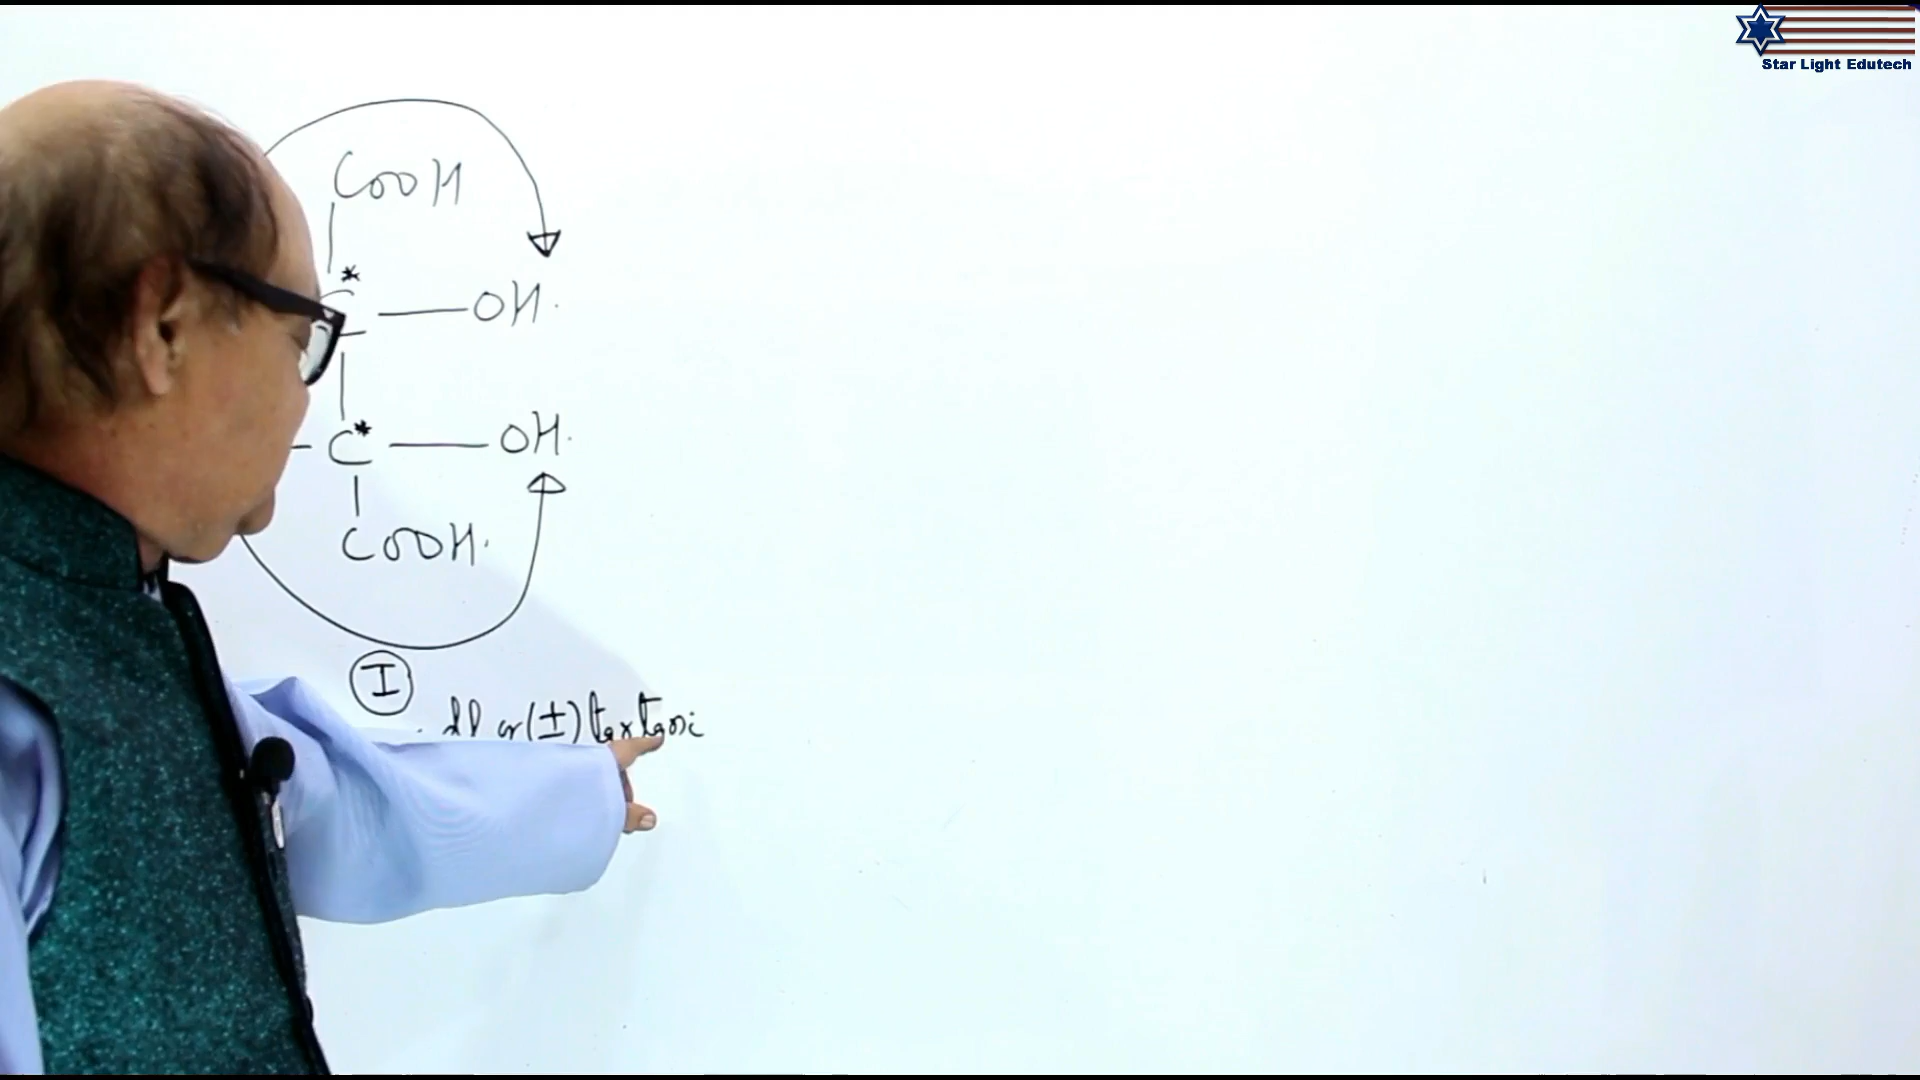 Star Light Edutech
COOH
C* — OH
C* — OH
COOH
I
dl or (±) tartaric